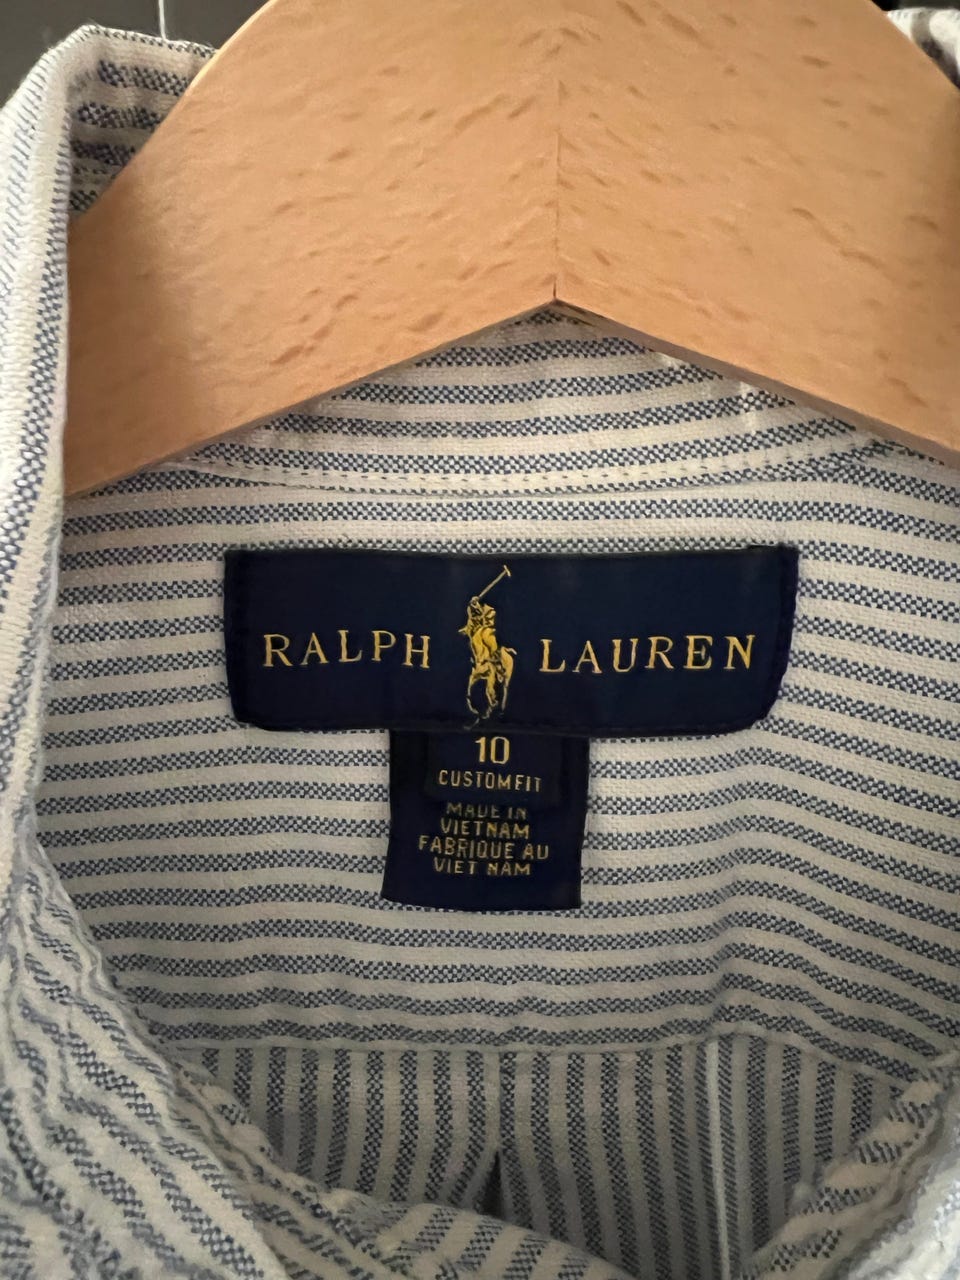 RALPH LAUREN
10
CUSTOM FIT
MADE IN
VIETNAM
FABRIQUE AU
VIET NAM